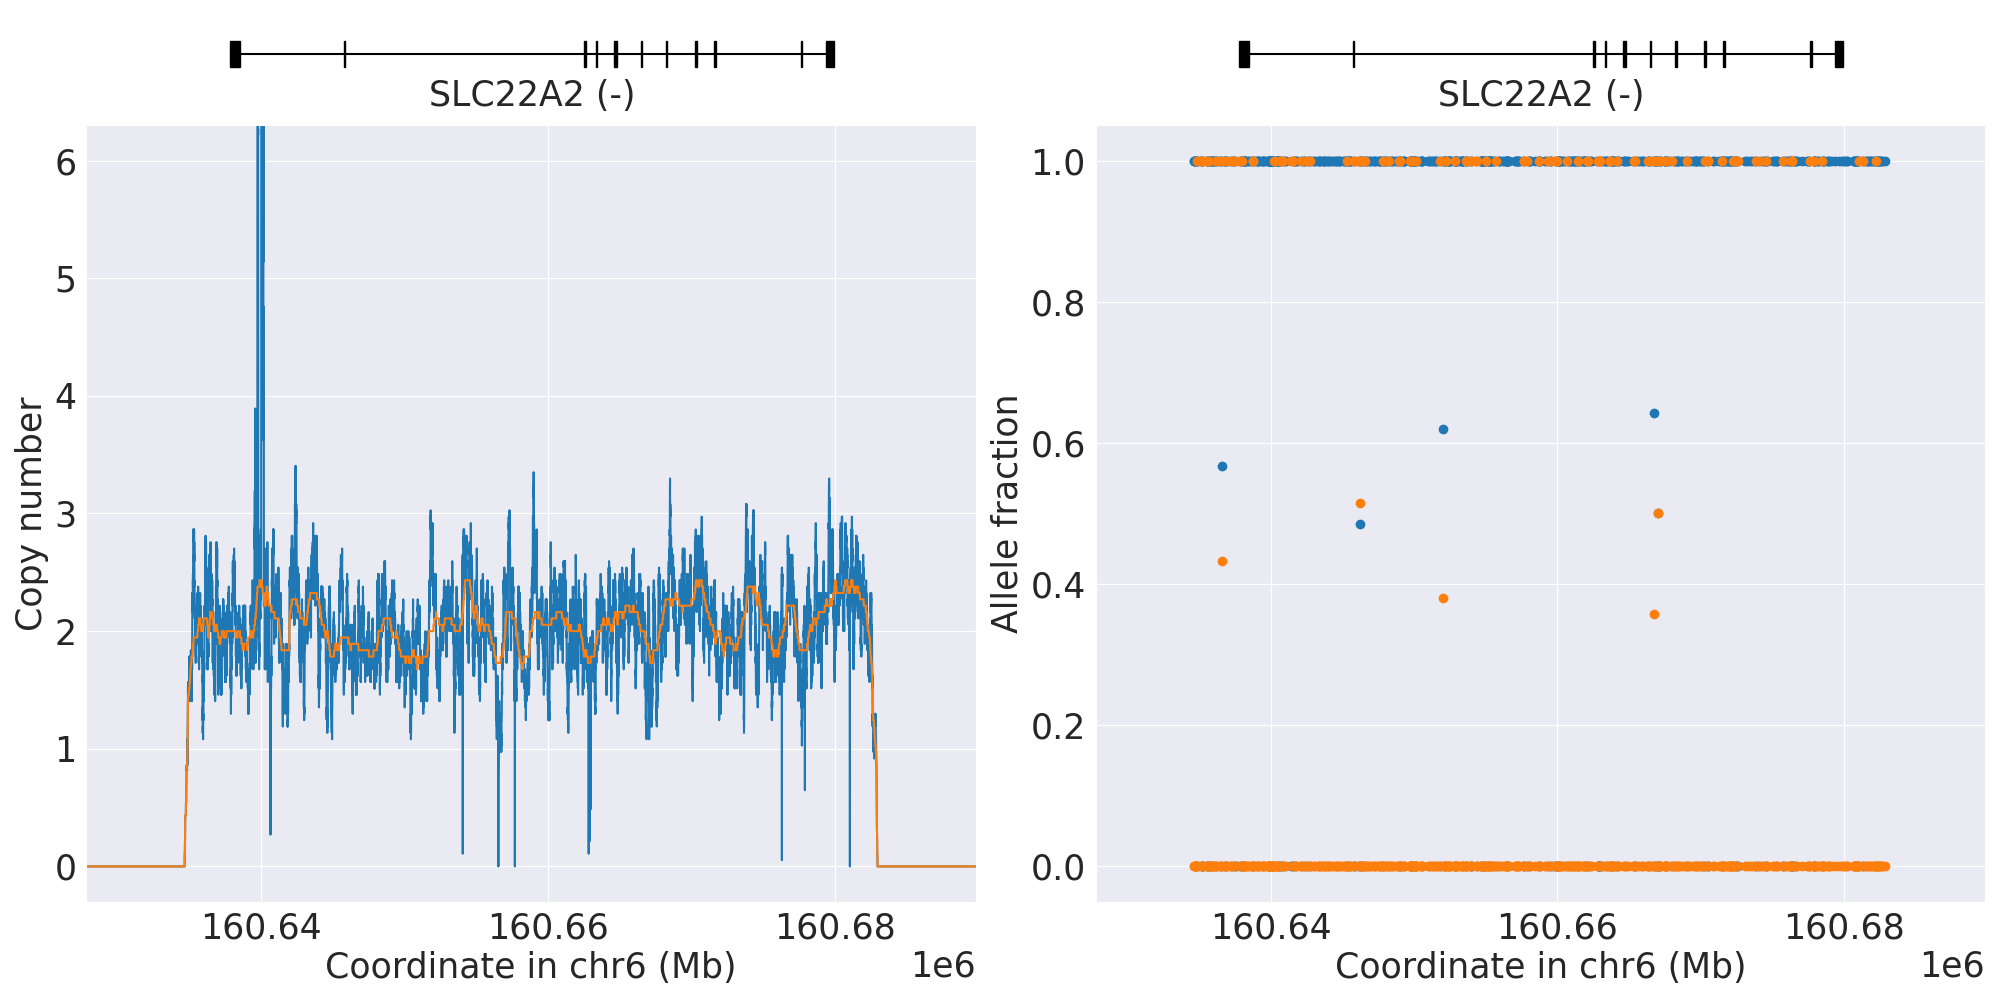 SLC22A2 (-)
Copy number
6
5
4
3
2
1
0
160.64
160.66
160.68
Coordinate in chr6 (Mb)
1e6
SLC22A2 (-)
Allele fraction
1.0
0.8
0.6
0.4
0.2
0.0
160.64
160.66
160.68
Coordinate in chr6 (Mb)
1e6